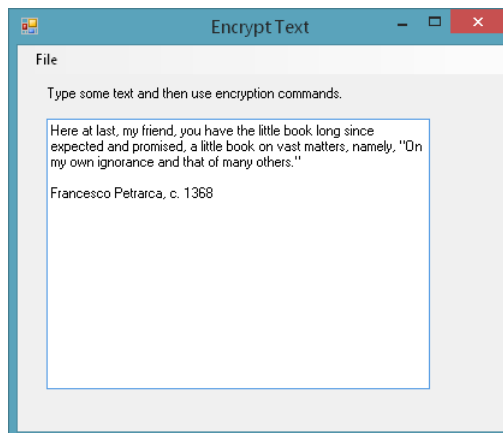 Encrypt Text
File
Type some text and then use encryption commands.
Here at last, my friend, you have the little book long since
expected and promised, a little book on vast matters, namely, "On
my own ignorance and that of many others."
Francesco Petrarca, c. 1368